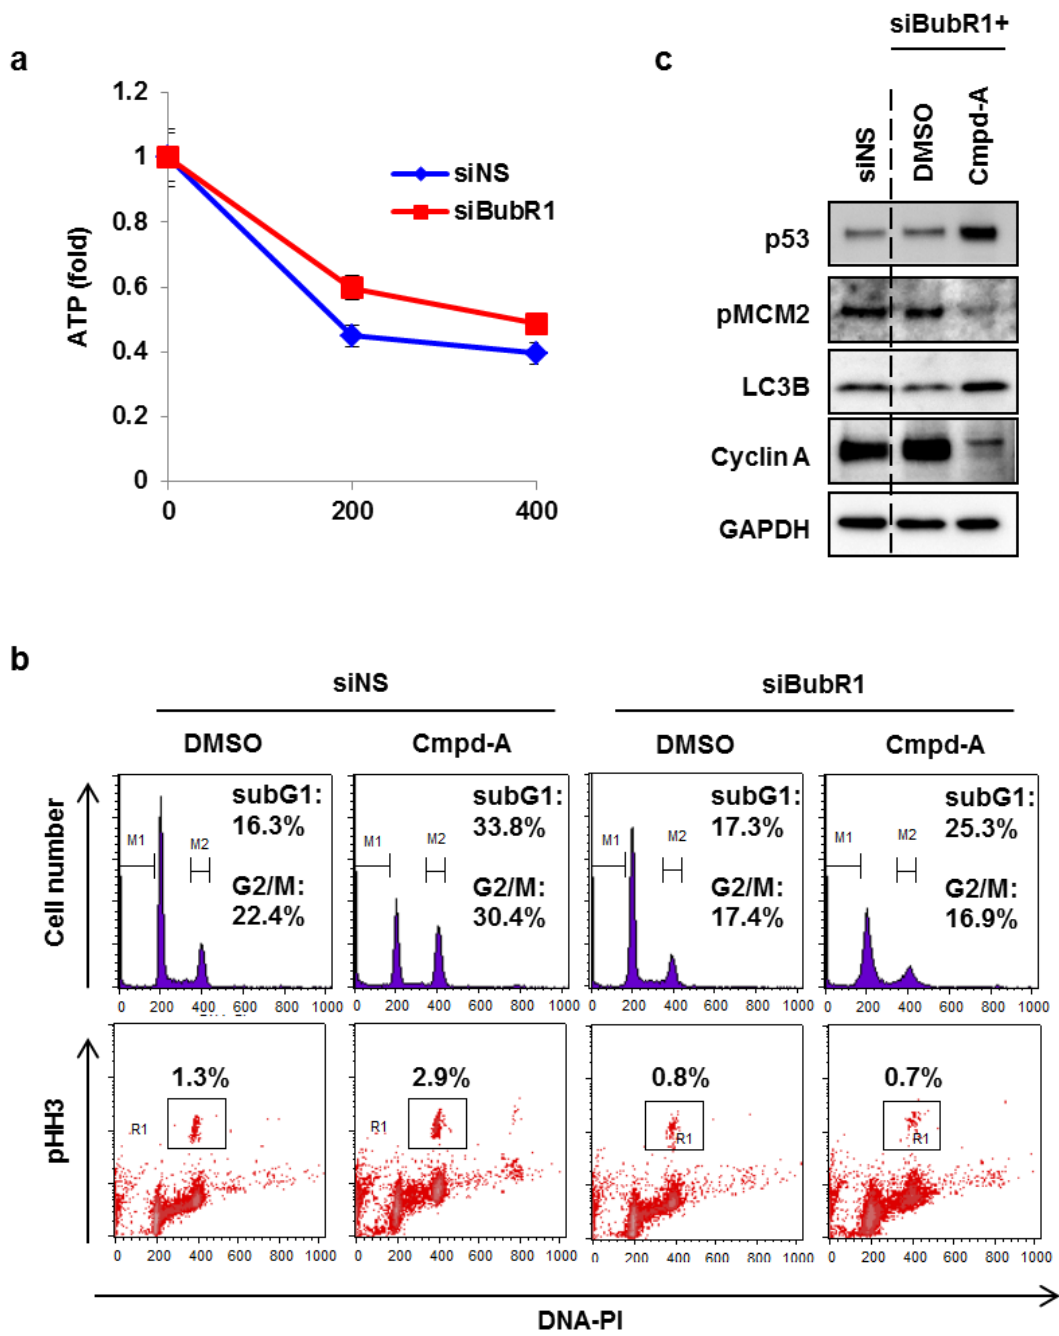 a
1.2
1
0.8
0.6
0.4
0.2
0
ATP (fold)
0 200 400
siNS
siBubR1
c
siBubR1+
siNS DMSO Cmpd-A
p53
pMCM2
LC3B
Cyclin A
GAPDH
b
siNS siBubR1
DMSO Cmpd-A DMSO Cmpd-A
Cell number
M1 M2 subG1: 16.3% G2/M: 22.4%
0 200 400 600 800 1000
M1 M2 subG1: 33.8% G2/M: 30.4%
0 200 400 600 800 1000
M1 M2 subG1: 17.3% G2/M: 17.4%
0 200 400 600 800 1000
M1 M2 subG1: 25.3% G2/M: 16.9%
0 200 400 600 800 1000
pHH3
1.3%
R1
0 200 400 600 800 1000
2.9%
R1
0 200 400 600 800 1000
0.8%
R1
0 200 400 600 800 1000
0.7%
R1
0 200 400 600 800 1000
DNA-PI